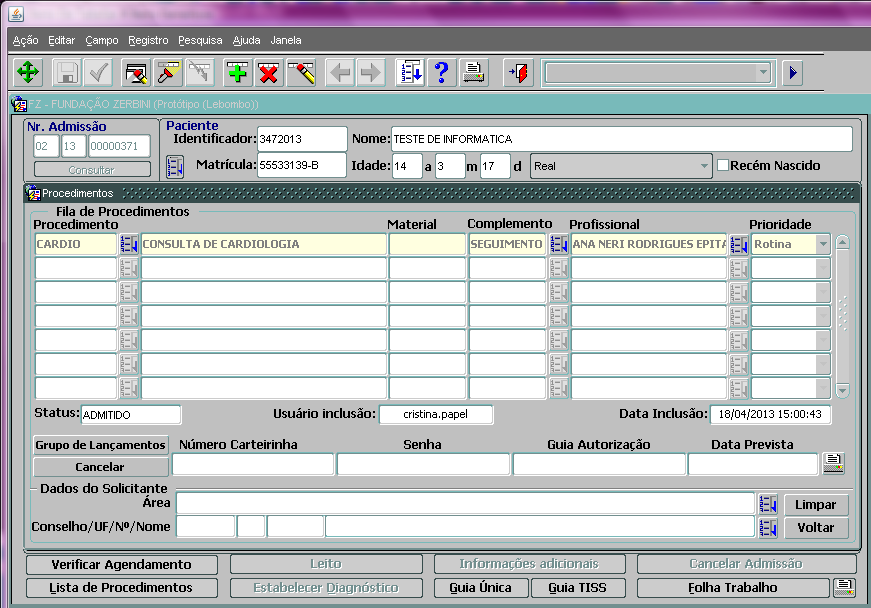 Ação Editar Campo Registro Pesquisa Ajuda Janela
FZ - FUNDAÇÃO ZERBINI (Protótipo (Lebombo))
Nr. Admissão
02 13 00000371
Consultar
Paciente
Identificador: 3472013 Nome: TESTE DE INFORMATICA
Matrícula: 55533139-B Idade: 14 a 3 m 17 d Real Recém Nascido
Procedimentos
Fila de Procedimentos
Procedimento Material Complemento Profissional Prioridade
CARDIO CONSULTA DE CARDIOLOGIA SEGUIMENTO ANA NERI RODRIGUES EPITA Rotina
Status: ADMITIDO Usuário inclusão: cristina.papel Data Inclusão: 18/04/2013 15:00:43
Grupo de Lançamentos Número Carteirinha Senha Guia Autorização Data Prevista
Cancelar
Dados do Solicitante
Área
Limpar
Conselho/UF/Nº/Nome
Voltar
Verificar Agendamento Leito Informações adicionais Cancelar Admissão
Lista de Procedimentos Estabelecer Diagnóstico Guia Única Guia TISS Folha Trabalho